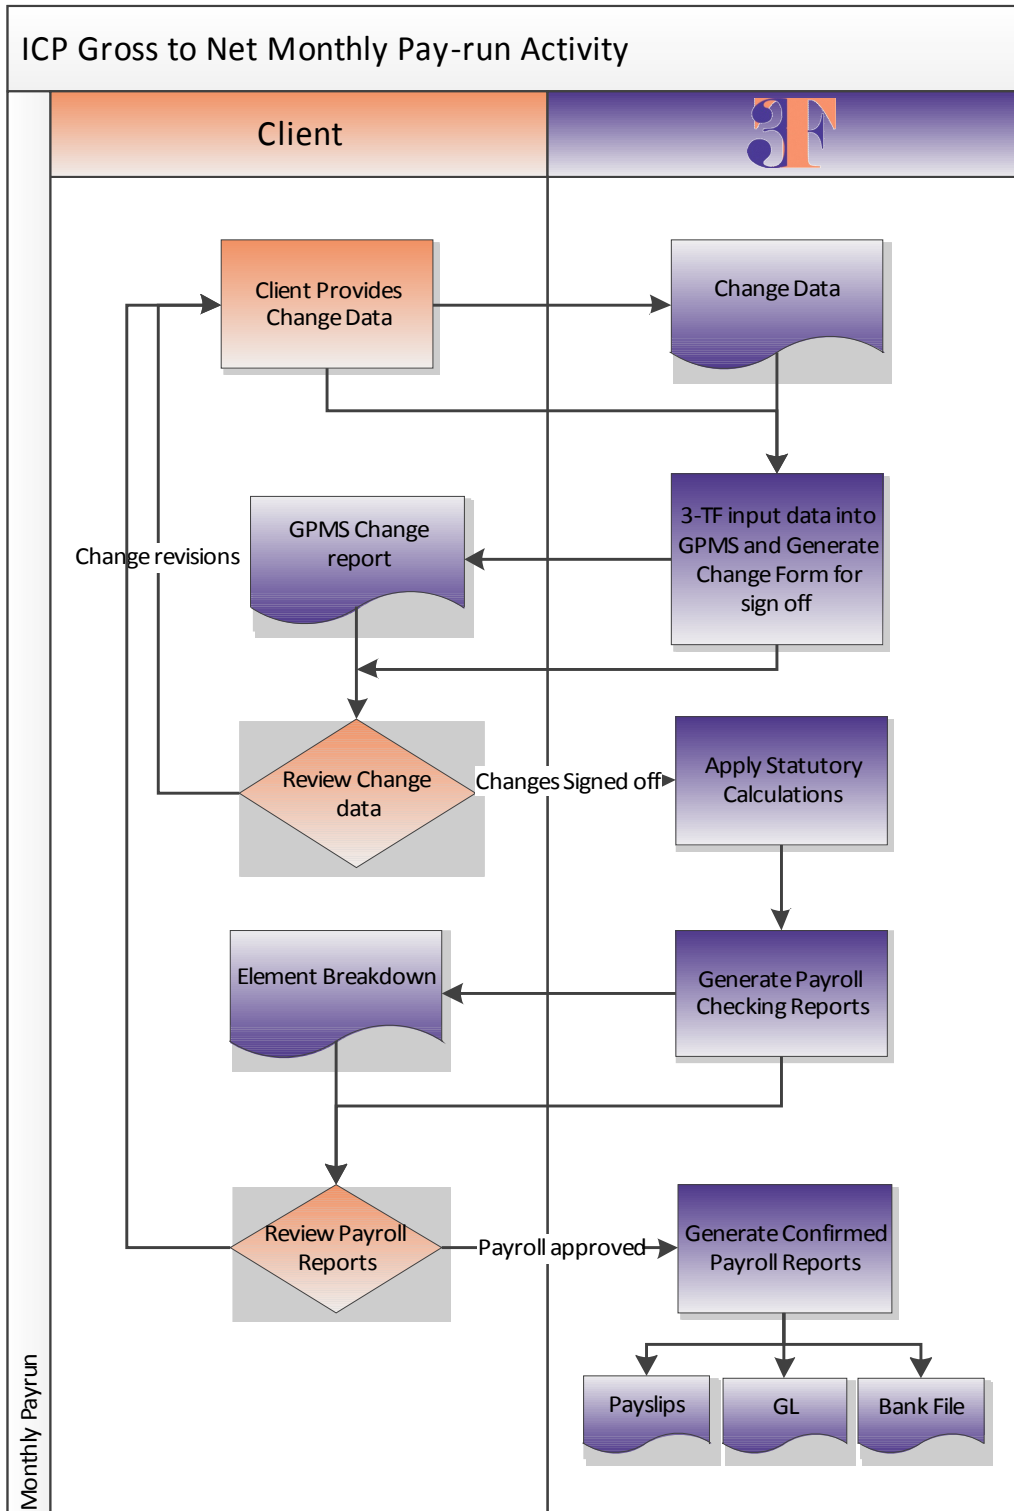 ICP Gross to Net Monthly Pay-run Activity
Client
3TF
Client Provides
Change Data
Change Data
3-TF input data into
GPMS and Generate
Change Form for
sign off
GPMS Change
report
Change revisions
Review Change
data
Changes Signed off
Apply Statutory
Calculations
Element Breakdown
Generate Payroll
Checking Reports
Review Payroll
Reports
Payroll approved
Generate Confirmed
Payroll Reports
Payslips
GL
Bank File
Monthly Payrun